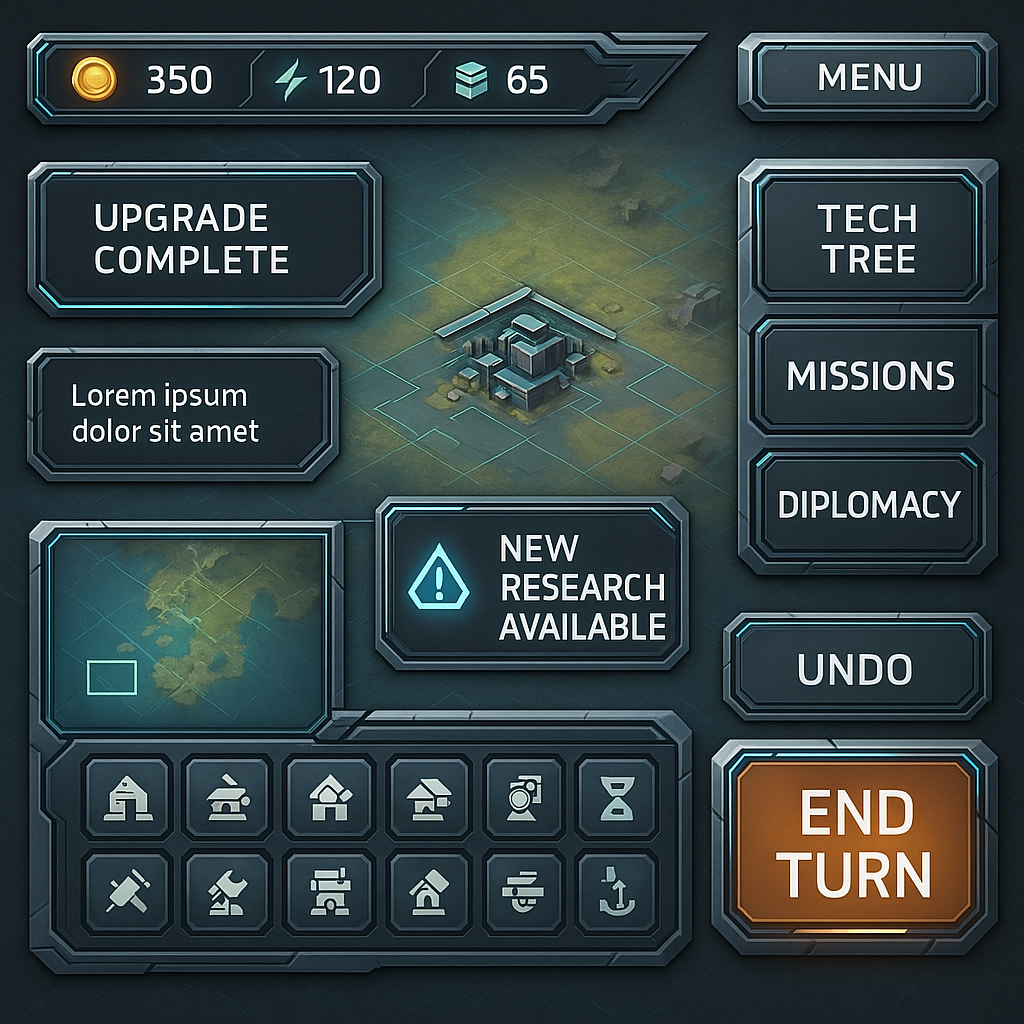 350 120 65
MENU
UPGRADE
COMPLETE
TECH
TREE
Lorem ipsum
dolor sit amet
MISSIONS
DIPLOMACY
NEW
RESEARCH
AVAILABLE
UNDO
END
TURN